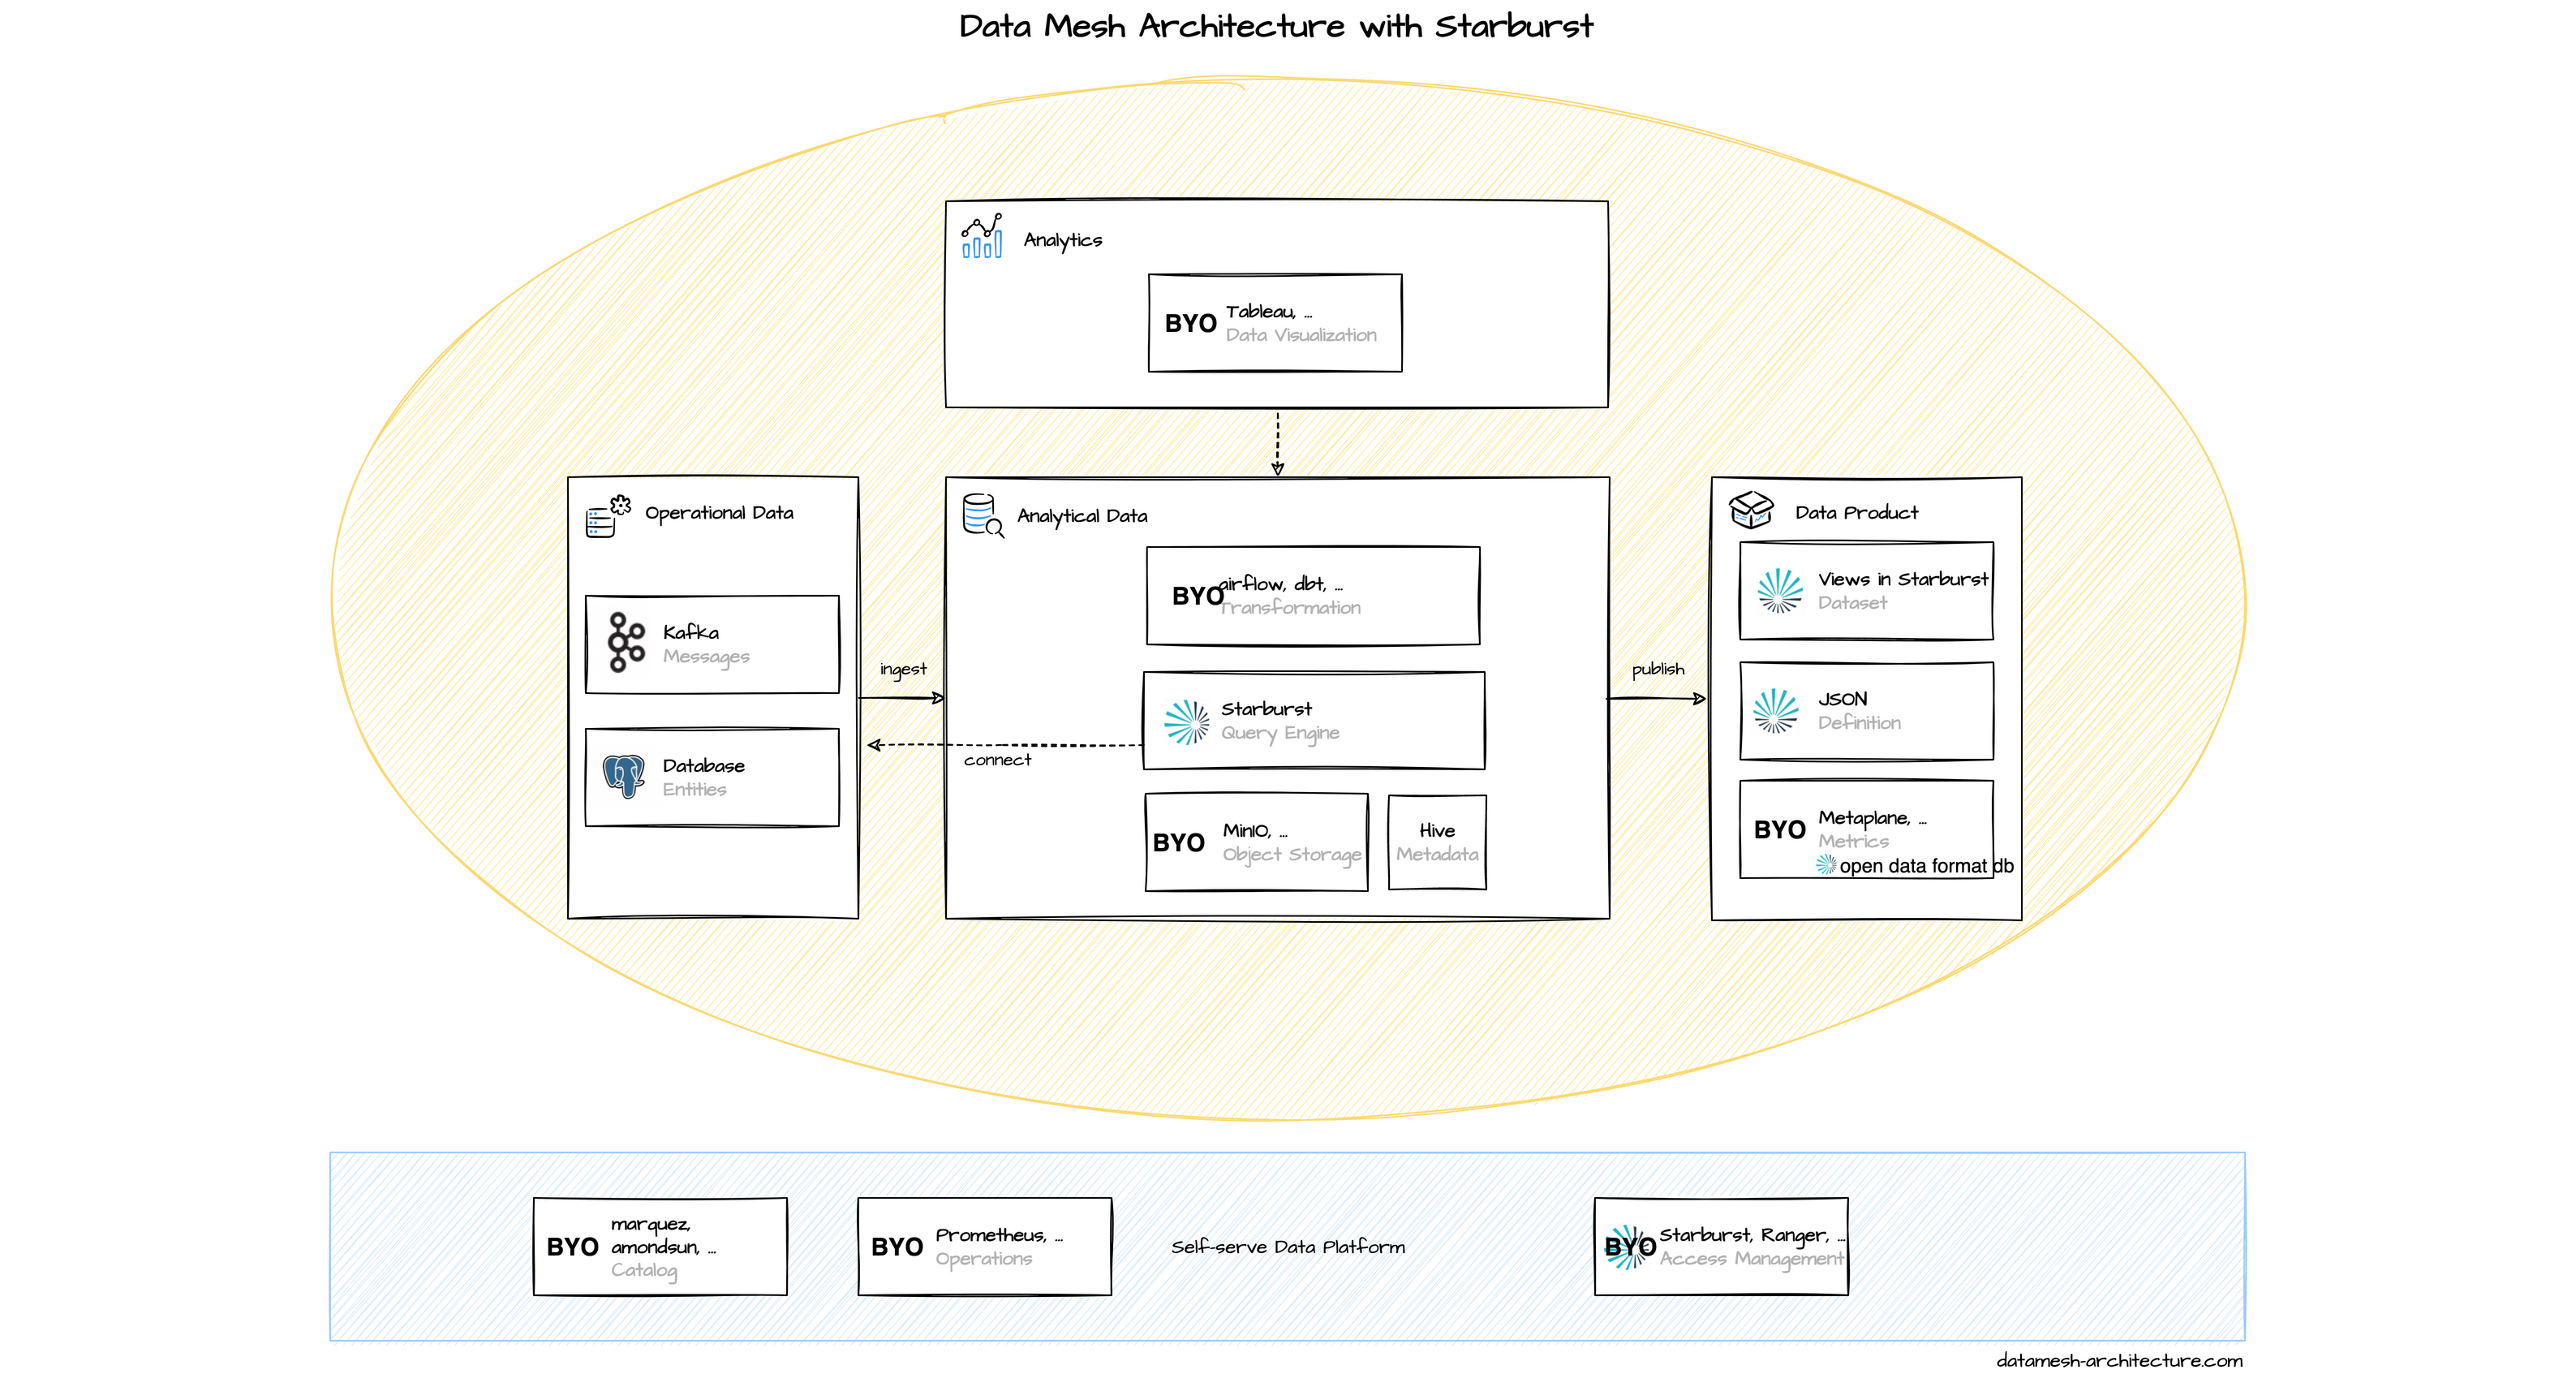 Data Mesh Architecture with Starburst
Analytics
BYO
Tableau, ...
Data Visualization
Operational Data
Kafka
Messages
Database
Entities
ingest
connect
Analytical Data
BYO
airflow, dbt, ...
Transformation
Starburst
Query Engine
BYO
MinIO, ...
Object Storage
Hive
Metadata
publish
Data Product
Views in Starburst
Dataset
JSON
Definition
BYO
Metaplane, ...
Metrics
open data format db
BYO
marquez,
amondsun, ...
Catalog
BYO
Prometheus, ...
Operations
Self-serve Data Platform
BYO
Starburst, Ranger, ...
Access Management
datamesh-architecture.com